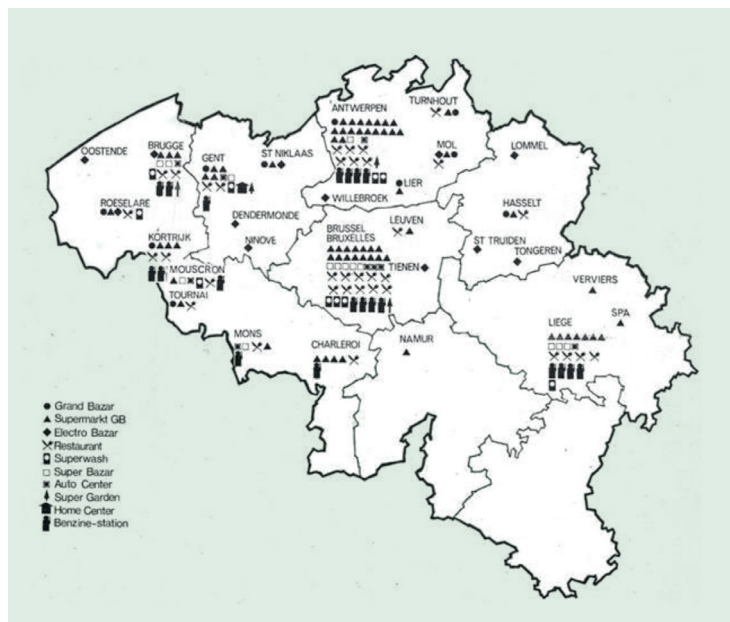 ANTWERPEN
TURNHOUT
OOSTENDE
BRUGGE
GENT
ST NIKLAAS
MOL
LOMMEL
LIER
ROESELARE
WILLEBROEK
HASSELT
DENDERMONDE
LEUVEN
KORTRIJK
NINOVE
BRUSSEL
BRUXELLES
ST TRUIDEN
TONGEREN
MOUSCRON
TIENEN
VERVIERS
TOURNAI
SPA
LIEGE
MONS
CHARLEROI
NAMUR
Grand Bazar
Supermarkt GB
Electro Bazar
Restaurant
Superwash
Super Bazar
Auto Center
Super Garden
Home Center
Benzine-station